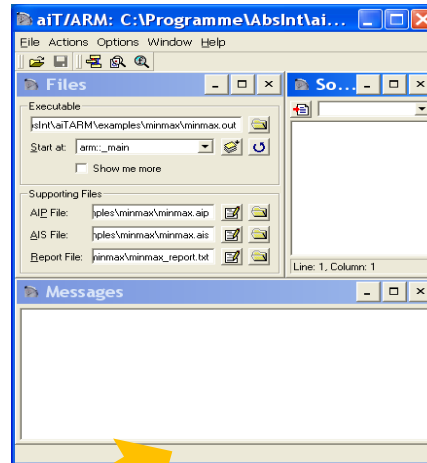 aiT/ARM: C:\Programme\AbsInt\ai...
File Actions Options Window Help
Files
So...
Executable
sInt\aiTARM\examples\minmax\minmax.out
Start at: arm::_main
Show me more
Supporting Files
AIP File: ples\minmax\minmax.aip
AIS File: ples\minmax\minmax.ais
Report File: ninmax\minmax_report.txt
Line: 1, Column: 1
Messages